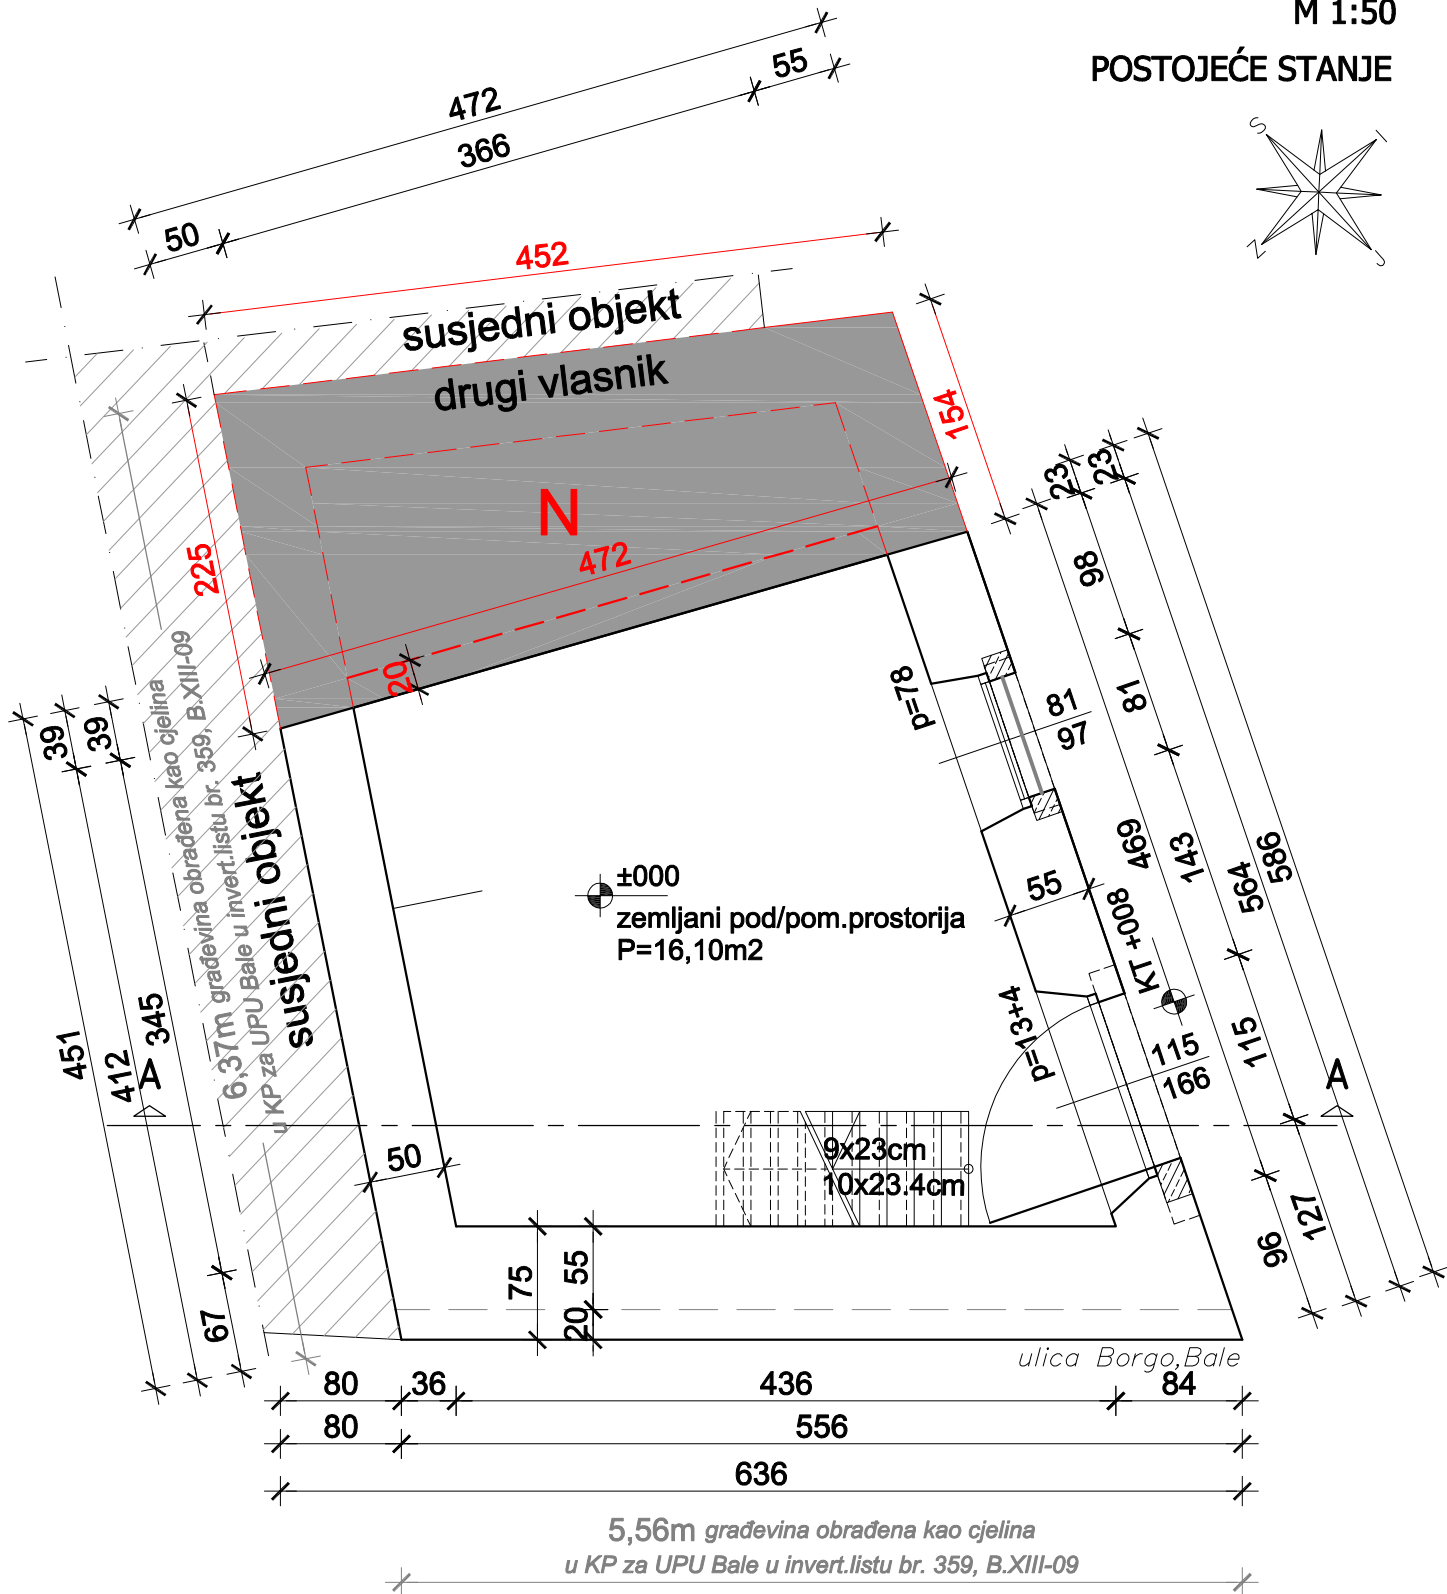 M 1:50
POSTOJEĆE STANJE
S
I
Z
J
472
55
366
50
452
susjedni objekt
drugi vlasnik
154
N
472
225
20
23
23
98
81
143
469
564
586
115
127
96
p=78
81
97
55
KT +008
p=13+4
115
166
A
±000
zemljani pod/pom.prostorija
P=16,10m2
39
39
451
412
345
67
A
6,37m građevina obrađena kao cjelina
u KP za UPU Bale u invert.listu br. 359, B.XIII-09
susjedni objekt
50
9x23cm
10x23.4cm
75
55
20
ulica Borgo,Bale
80
36
436
84
80
556
636
5,56m građevina obrađena kao cjelina
u KP za UPU Bale u invert.listu br. 359, B.XIII-09